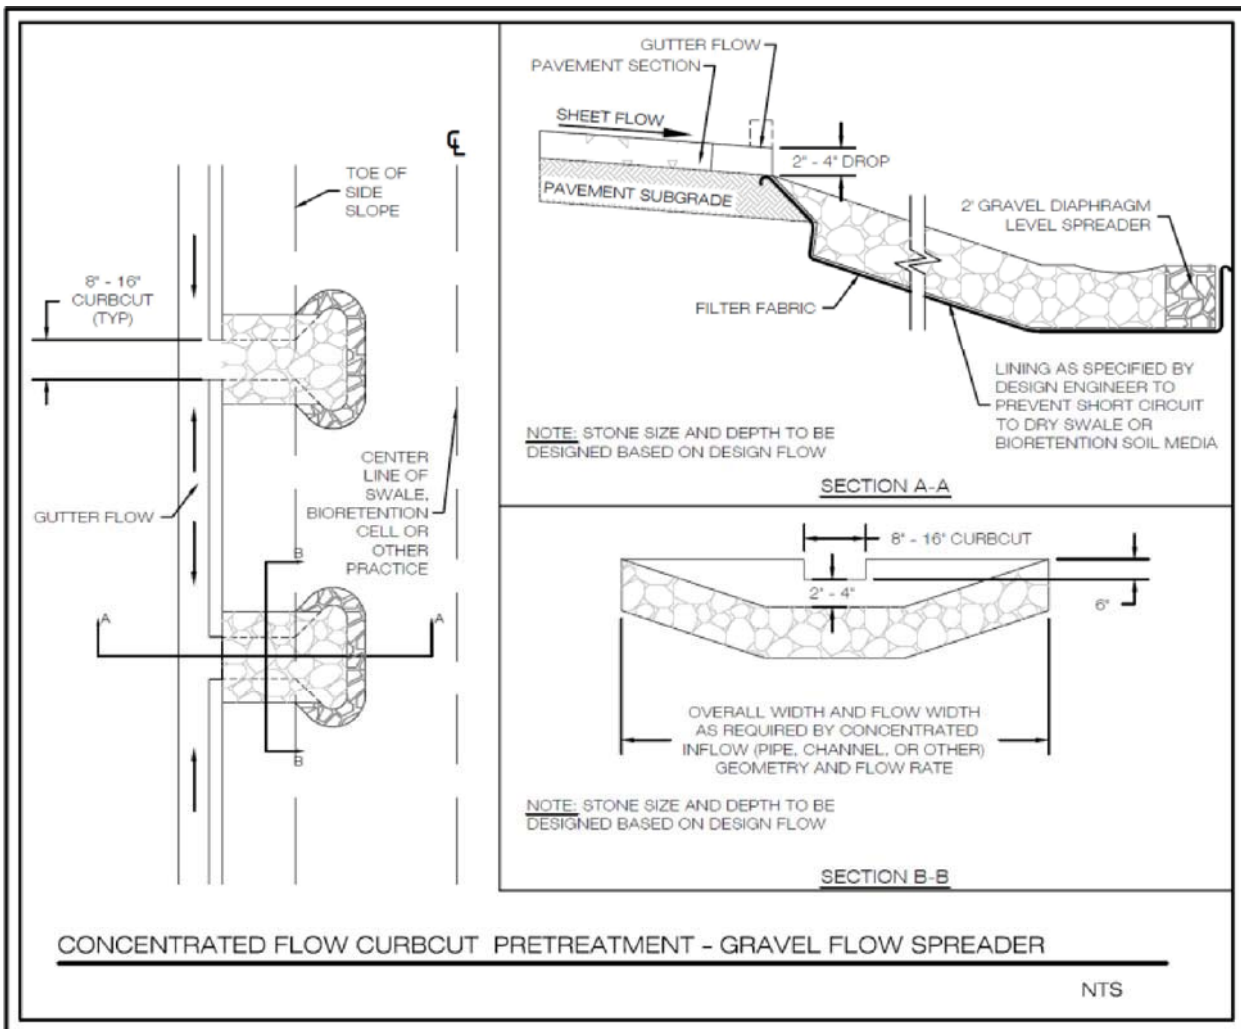 ℄
TOE OF
SIDE
SLOPE
8" - 16"
CURBCUT
(TYP)
CENTER
LINE OF
SWALE,
BIORETENTION
CELL OR
OTHER
PRACTICE
GUTTER FLOW
B
A
A
B
GUTTER FLOW
PAVEMENT SECTION
SHEET FLOW
2" - 4" DROP
PAVEMENT SUBGRADE
2' GRAVEL DIAPHRAGM
LEVEL SPREADER
FILTER FABRIC
LINING AS SPECIFIED BY
DESIGN ENGINEER TO
PREVENT SHORT CIRCUIT
TO DRY SWALE OR
BIORETENTION SOIL MEDIA
NOTE: STONE SIZE AND DEPTH TO BE
DESIGNED BASED ON DESIGN FLOW
SECTION A-A
8" - 16" CURBCUT
2" - 4"
6"
OVERALL WIDTH AND FLOW WIDTH
AS REQUIRED BY CONCENTRATED
INFLOW (PIPE, CHANNEL, OR OTHER)
GEOMETRY AND FLOW RATE
NOTE: STONE SIZE AND DEPTH TO BE
DESIGNED BASED ON DESIGN FLOW
SECTION B-B
CONCENTRATED FLOW CURBCUT PRETREATMENT - GRAVEL FLOW SPREADER
NTS